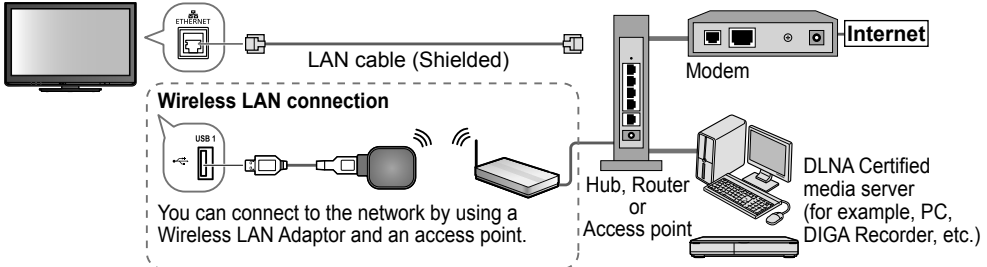 ETHERNET
LAN cable (Shielded)
Internet
Modem
Wireless LAN connection
USB 1
You can connect to the network by using a
Wireless LAN Adaptor and an access point.
Hub, Router
or
Access point
DLNA Certified
media server
(for example, PC,
DIGA Recorder, etc.)